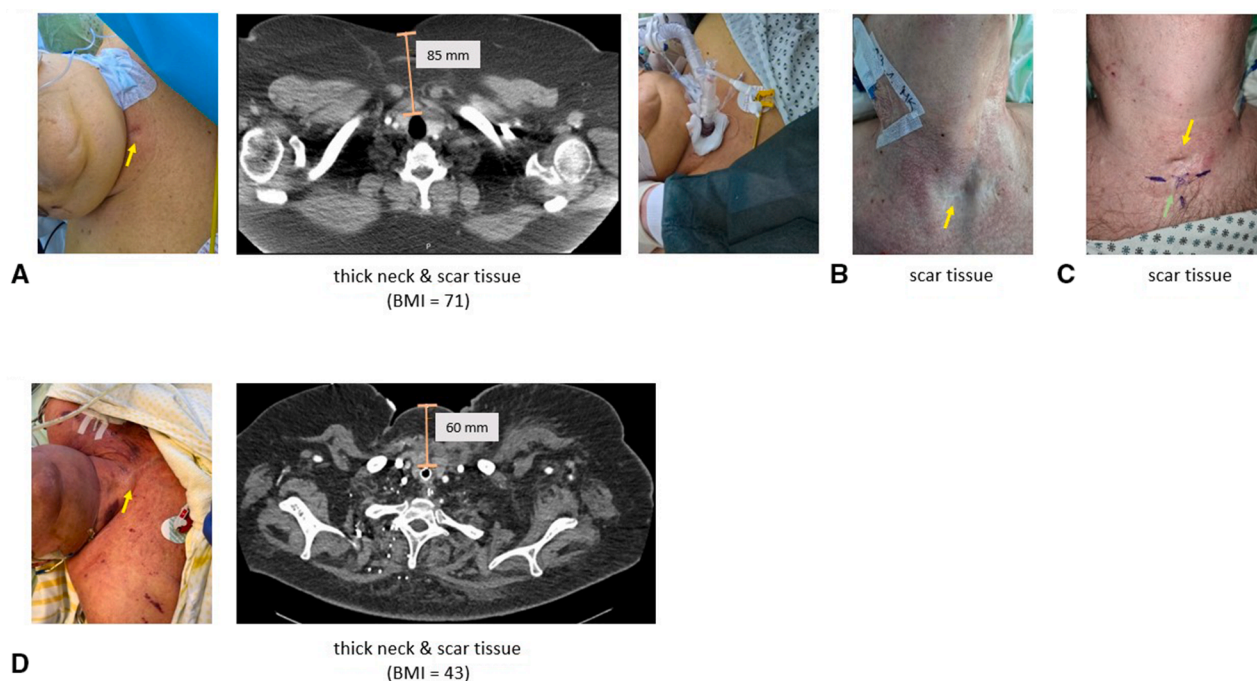 85 mm
A
thick neck & scar tissue
(BMI = 71)
B
scar tissue
C
scar tissue
60 mm
D
thick neck & scar tissue
(BMI = 43)